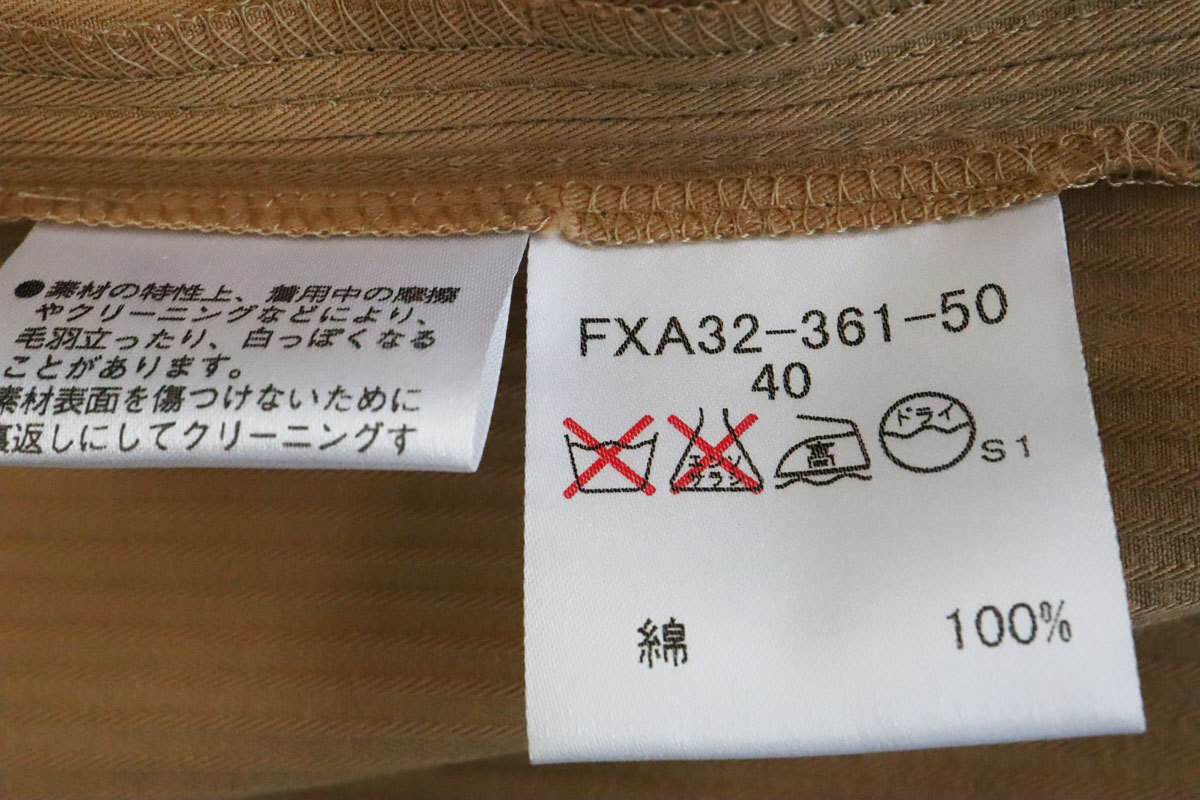 ●素材の特性上、着用中の摩擦
やクリーニングなどにより、
毛羽立ったり、白っぽくなる
ことがあります。
素材表面を傷つけないために
裏返しにしてクリーニングす
FXA32-361-50
40
エンソ
サラシ
高
ドライ
S1
綿 100%